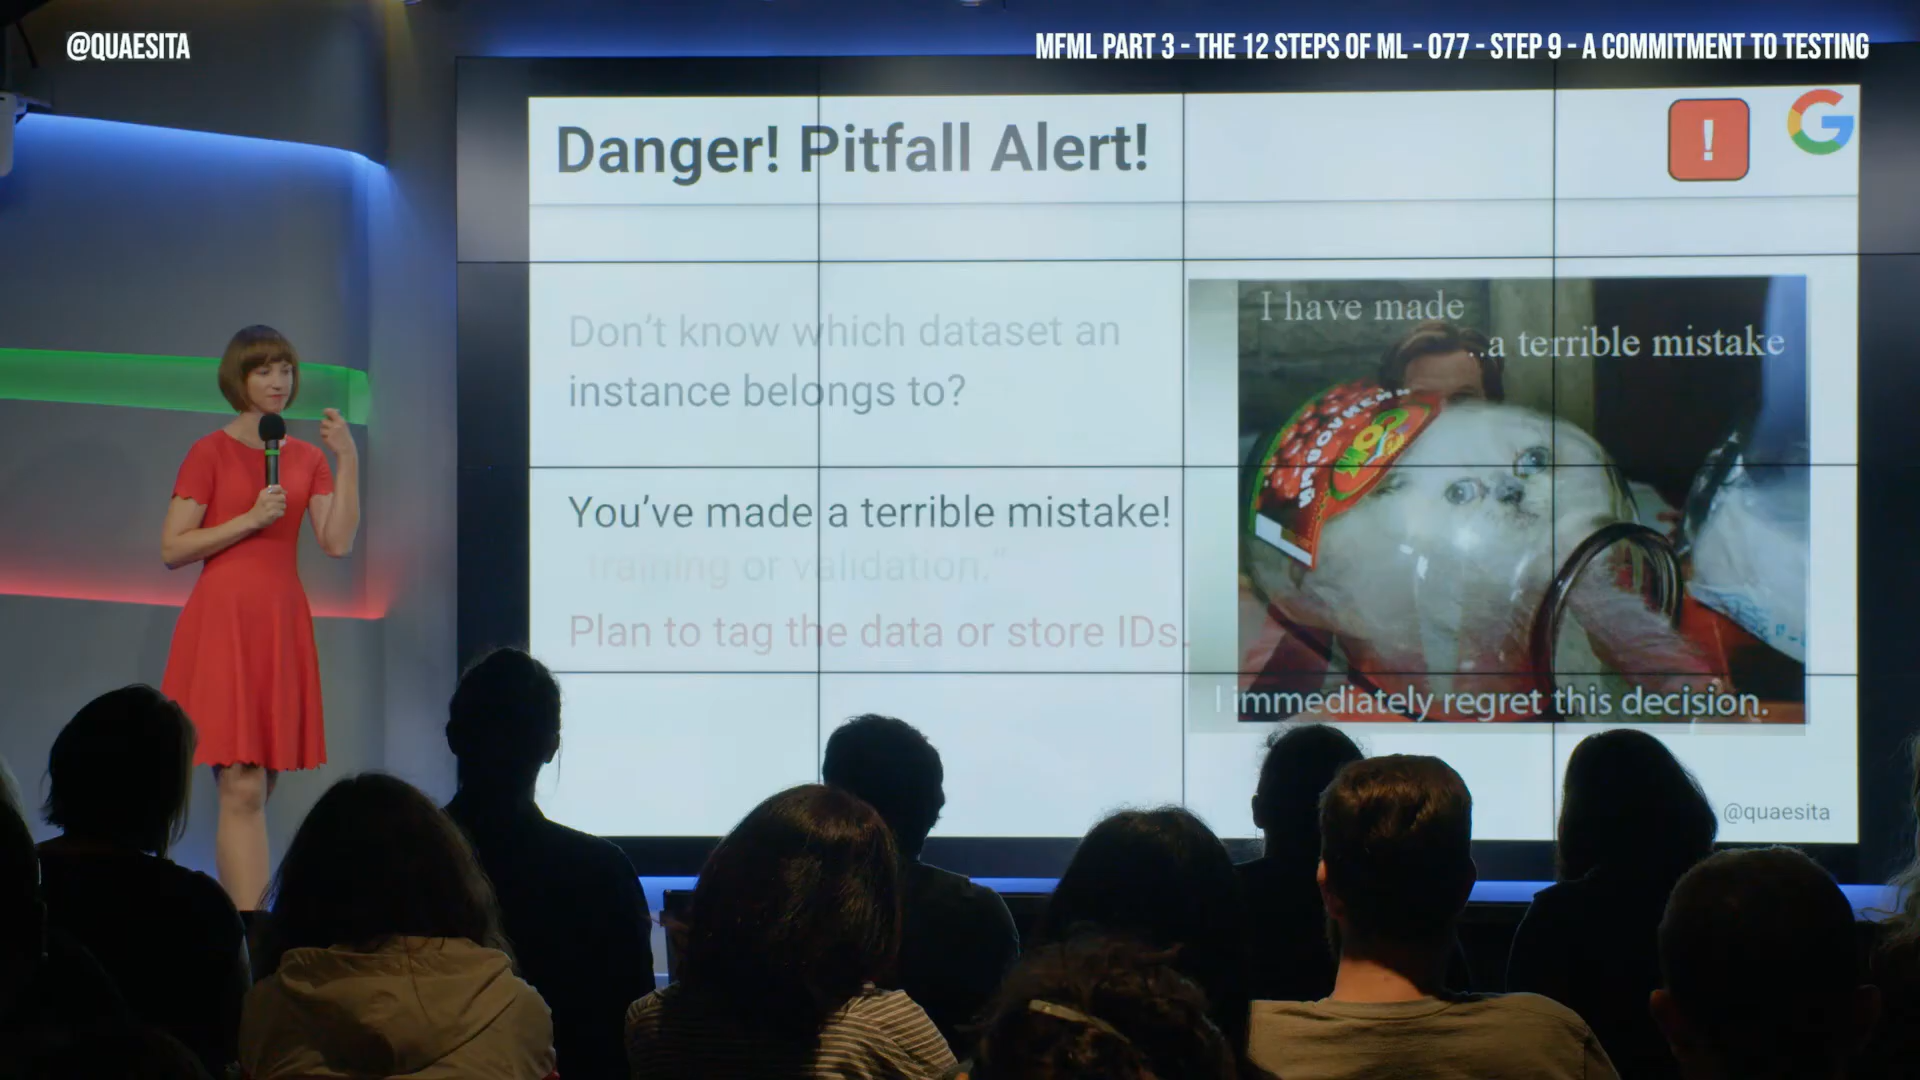 @QUAESITA
MFML PART 3 - THE 12 STEPS OF ML - 077 - STEP 9 - A COMMITMENT TO TESTING
Danger! Pitfall Alert!
!
G
Don't know which dataset an
instance belongs to?
You've made a terrible mistake!
training or validation."
Plan to tag the data or store IDs.
I have made
..a terrible mistake
I immediately regret this decision.
@quaesita